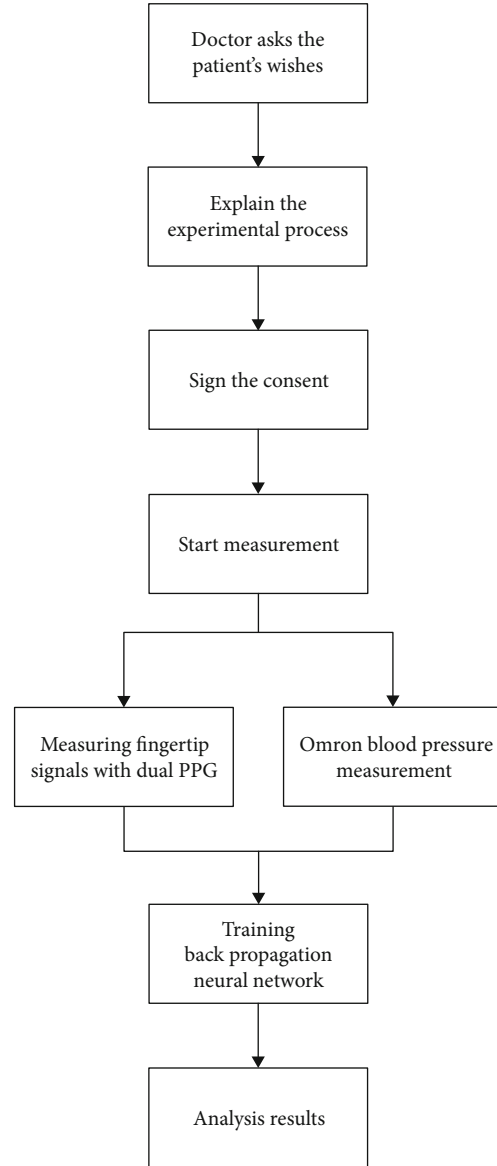 Doctor asks the
patient's wishes
Explain the
experimental process
Sign the consent
Start measurement
Measuring fingertip
signals with dual PPG
Omron blood pressure
measurement
Training
back propagation
neural network
Analysis results